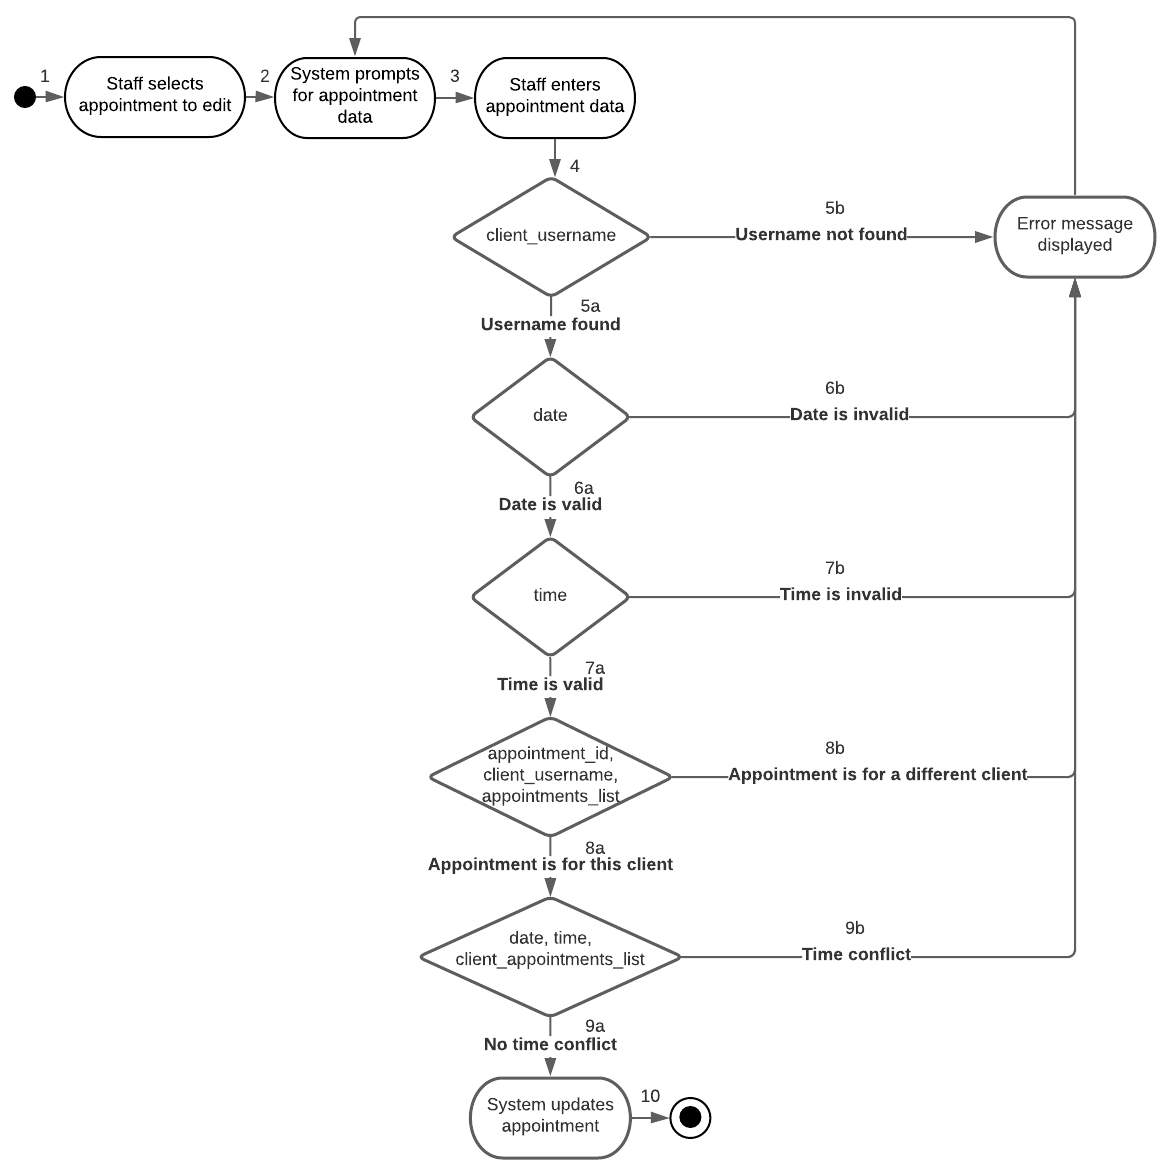 1
Staff selects
appointment to edit
2
System prompts
for appointment
data
3
Staff enters
appointment data
4
client_username
5b
Username not found
Error message
displayed
5a
Username found
date
6b
Date is invalid
6a
Date is valid
time
7b
Time is invalid
7a
Time is valid
appointment_id,
client_username,
appointments_list
8b
Appointment is for a different client
8a
Appointment is for this client
date, time,
client_appointments_list
9b
Time conflict
9a
No time conflict
System updates
appointment
10